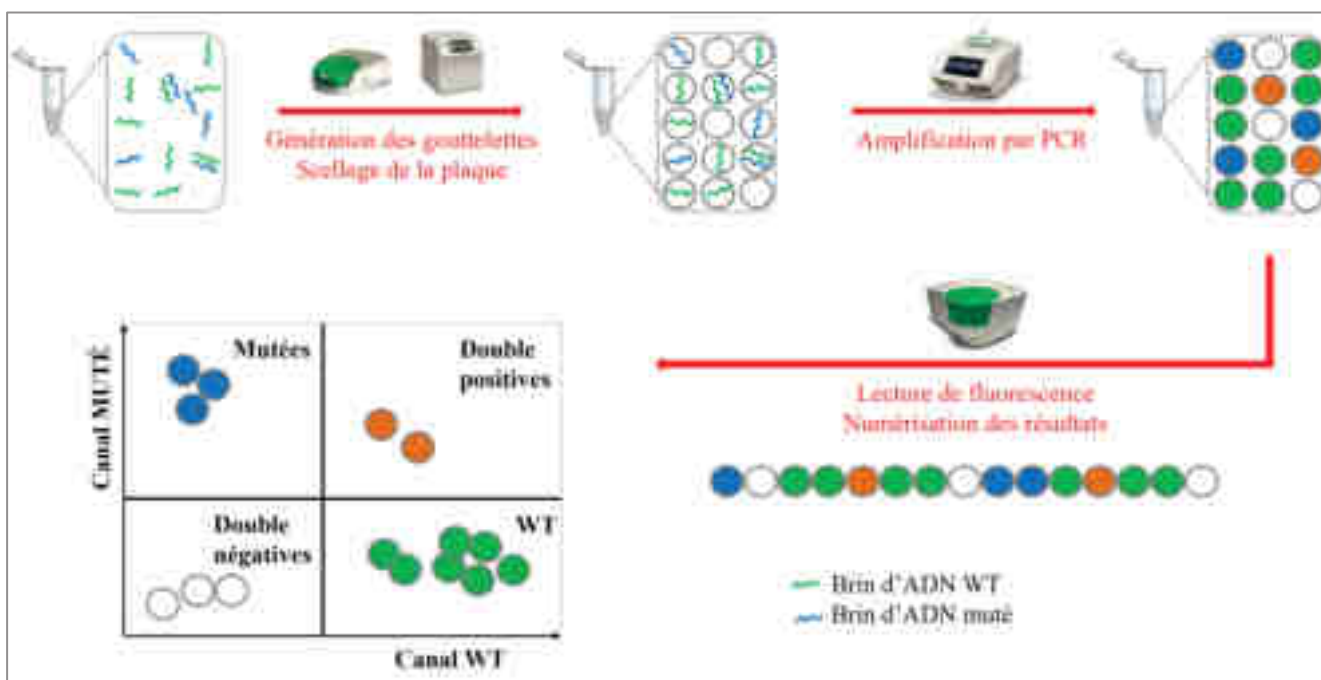 Génération des gouttelettes
Scellage de la plaque
Amplification par PCR
Lecture de fluorescence
Numérisation des résultats
Canal MUTÉ
Mutées
Double
positives
Double
négatives
WT
Canal WT
Brin d'ADN WT
Brin d'ADN muté